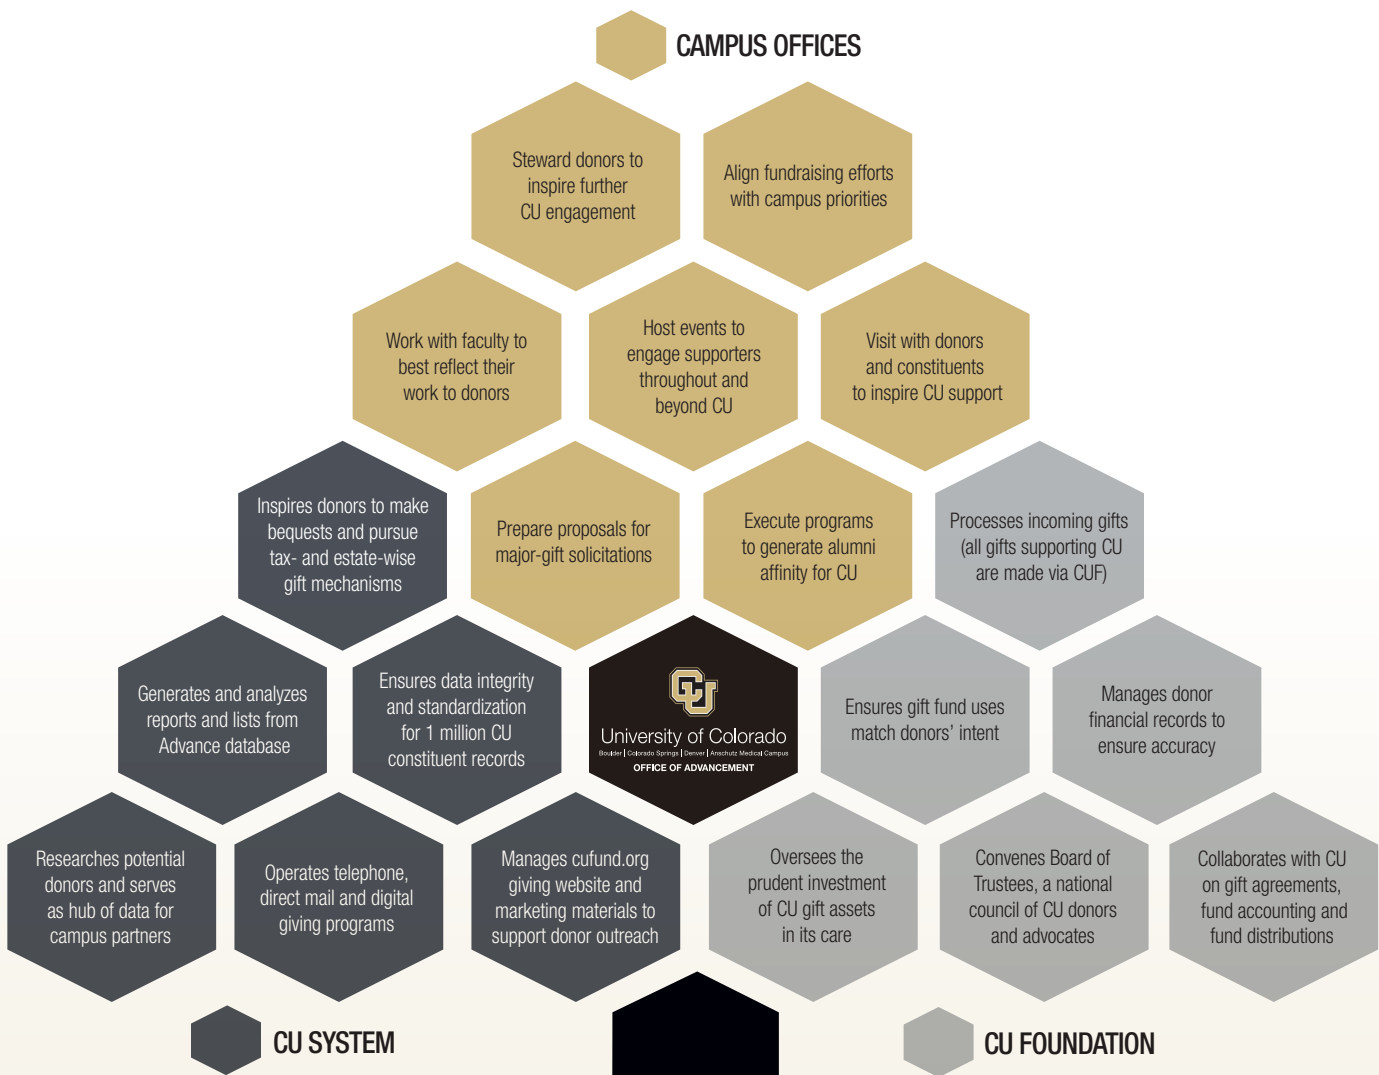 CAMPUS OFFICES
Steward donors to
inspire further
CU engagement
Align fundraising efforts
with campus priorities
Work with faculty to
best reflect their
work to donors
Host events to
engage supporters
throughout and
beyond CU
Visit with donors
and constituents
to inspire CU support
Inspires donors to make
bequests and pursue
tax- and estate-wise
gift mechanisms
Prepare proposals for
major-gift solicitations
Execute programs
to generate alumni
affinity for CU
Processes incoming gifts
(all gifts supporting CU
are made via CUF)
Generates and analyzes
reports and lists from
Advance database
Ensures data integrity
and standardization
for 1 million CU
constituent records
CU
University of Colorado
Boulder | Colorado Springs | Denver | Anschutz Medical Campus
OFFICE OF ADVANCEMENT
Ensures gift fund uses
match donors’ intent
Manages donor
financial records to
ensure accuracy
Researches potential
donors and serves
as hub of data for
campus partners
Operates telephone,
direct mail and digital
giving programs
Manages cufund.org
giving website and
marketing materials to
support donor outreach
Oversees the
prudent investment
of CU gift assets
in its care
Convenes Board of
Trustees, a national
council of CU donors
and advocates
Collaborates with CU
on gift agreements,
fund accounting and
fund distributions
CU SYSTEM
CU FOUNDATION